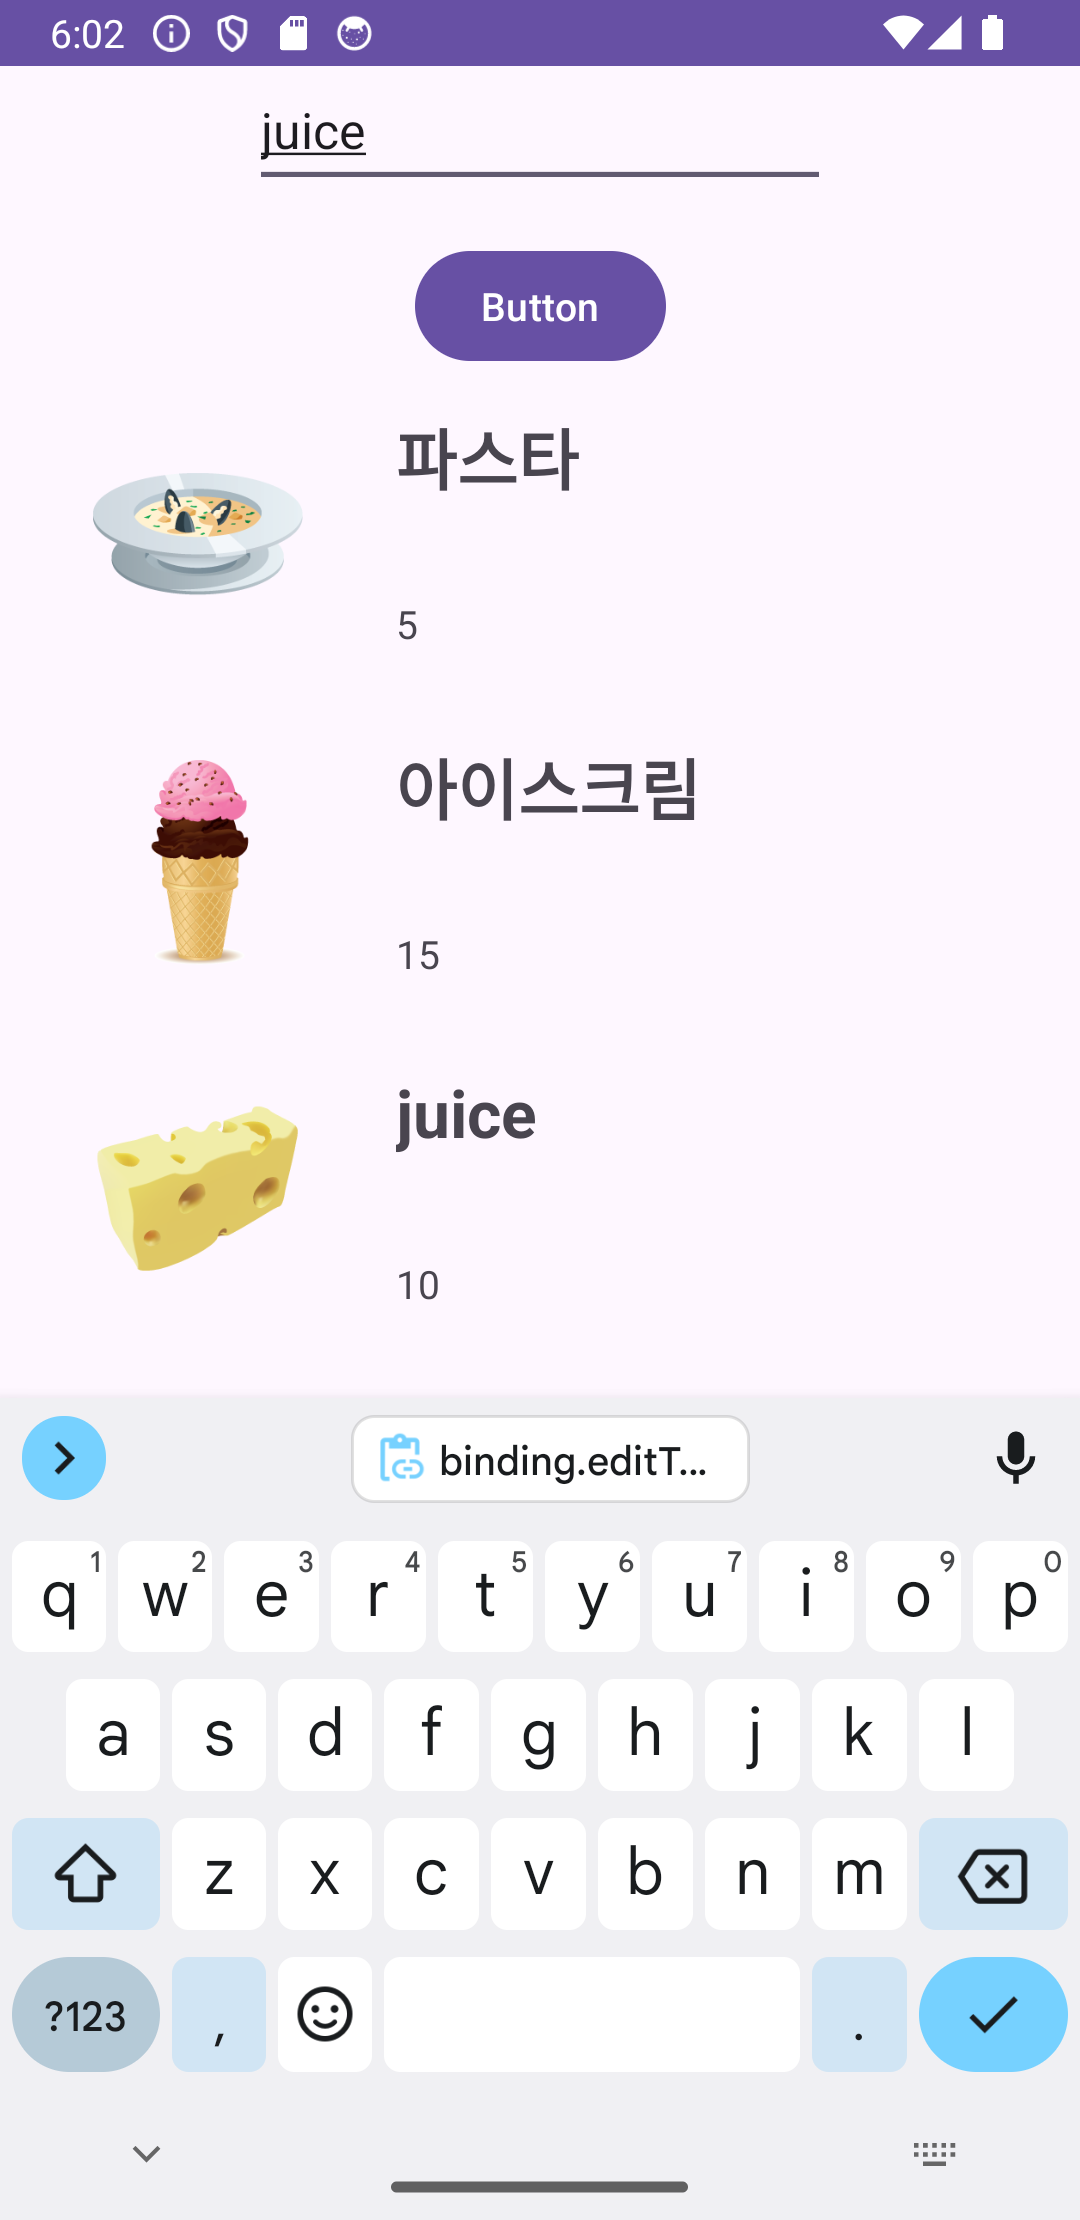 6:02
juice
Button
파스타
5
아이스크림
15
juice
10
binding.editT...
q 1 w 2 e 3 r 4 t 5 y 6 u 7 i 8 o 9 p 0
a s d f g h j k l
z x c v b n m
?123 , .